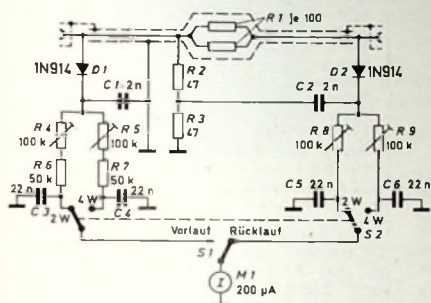 R1 je 100
1N914
D1
R2
47
D2
1N914
C1 2n
C2 2n
R4
100 k
R5
100 k
R3
47
R8
100 k
R9
100 k
R6
50 k
R7
50 k
22 n
22 n
C3
2 W
4 W
C4
C5 22 n
C6 22 n
2 W
4 W
S2
Vorlauf Rücklauf
S1
M1
I
200 µA